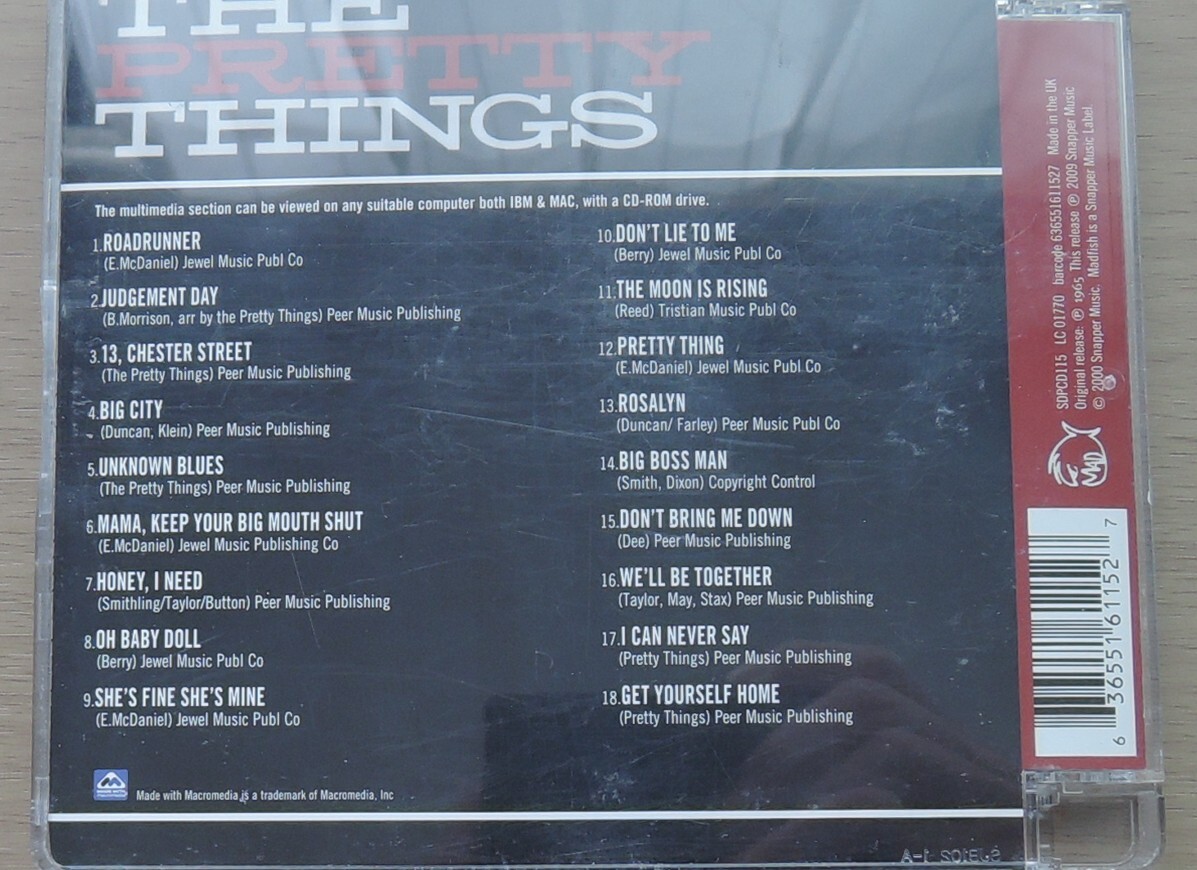 THE
PRETTY
THINGS
The multimedia section can be viewed on any suitable computer both IBM & MAC, with a CD-ROM drive.
1.ROADRUNNER
(E.McDaniel) Jewel Music Publ Co
2.JUDGEMENT DAY
(B.Morrison, arr by the Pretty Things) Peer Music Publishing
3.13, CHESTER STREET
(The Pretty Things) Peer Music Publishing
4.BIG CITY
(Duncan, Klein) Peer Music Publishing
5.UNKNOWN BLUES
(The Pretty Things) Peer Music Publishing
6.MAMA, KEEP YOUR BIG MOUTH SHUT
(E.McDaniel) Jewel Music Publishing Co
7.HONEY, I NEED
(Smithling/Taylor/Button) Peer Music Publishing
8.OH BABY DOLL
(Berry) Jewel Music Publ Co
9.SHE'S FINE SHE'S MINE
(E.McDaniel) Jewel Music Publ Co
10.DON'T LIE TO ME
(Berry) Jewel Music Publ Co
11.THE MOON IS RISING
(Reed) Tristian Music Publ Co
12.PRETTY THING
(E.McDaniel) Jewel Music Publ Co
13.ROSALYN
(Duncan/ Farley) Peer Music Publ Co
14.BIG BOSS MAN
(Smith, Dixon) Copyright Control
15.DON'T BRING ME DOWN
(Dee) Peer Music Publishing
16.WE'LL BE TOGETHER
(Taylor, May, Stax) Peer Music Publishing
17.I CAN NEVER SAY
(Pretty Things) Peer Music Publishing
18.GET YOURSELF HOME
(Pretty Things) Peer Music Publishing
Made with Macromedia is a trademark of Macromedia, Inc
SDPCD115 LC 01770 barcode 636551611527 Made in the UK
Original release: ℗ 1965 This release ℗ 2009 Snapper Music
© 2000 Snapper Music. Madfish is a Snapper Music Label.
MAD
6 36551 61152 7